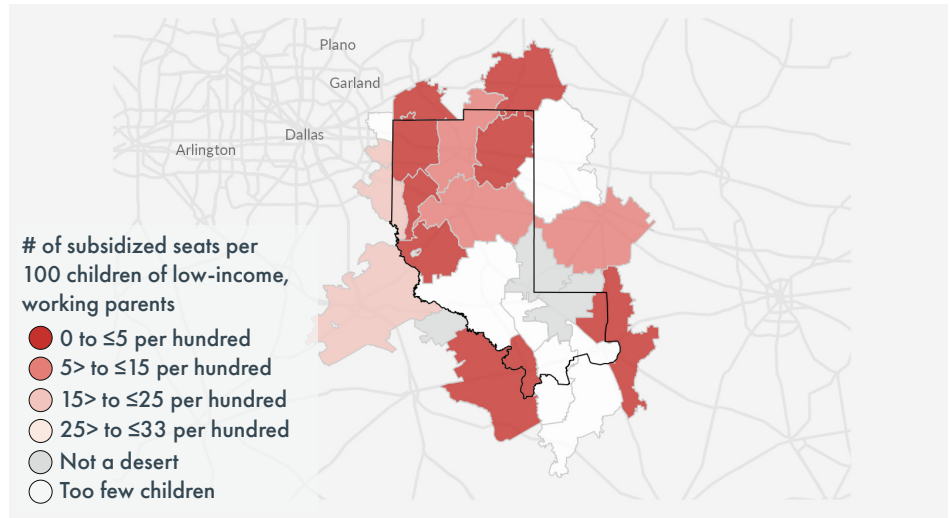 Plano
Garland
Dallas
Arlington
# of subsidized seats per
100 children of low-income,
working parents
0 to ≤5 per hundred
5> to ≤15 per hundred
15> to ≤25 per hundred
25> to ≤33 per hundred
Not a desert
Too few children